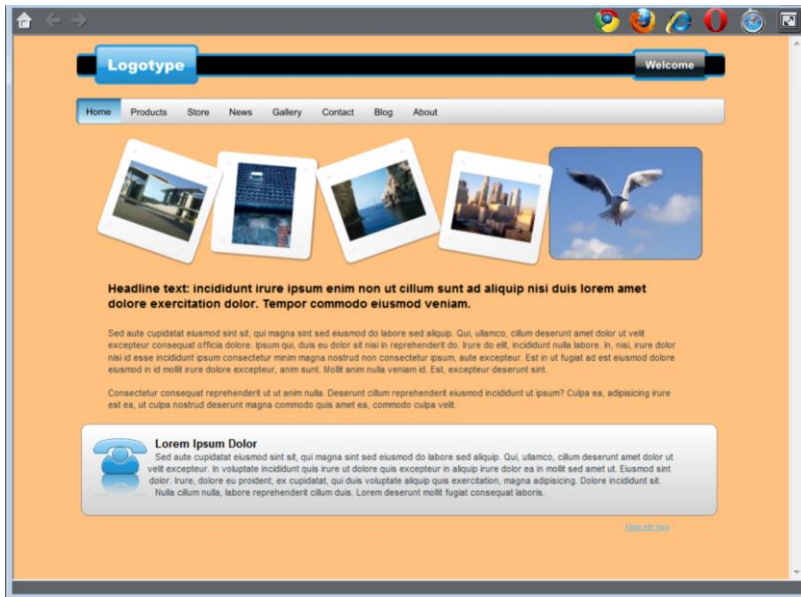 Logotype
Welcome
Home Products Store News Gallery Contact Blog About
Headline text: incididunt irure ipsum enim non ut cillum sunt ad aliquip nisi duis lorem amet
dolore exercitation dolor. Tempor commodo eiusmod veniam.
Sed aute cupidatat eiusmod sint sit, qui magna sint sed eiusmod do labore sed aliquip. Qui, ullamco, cillum deserunt amet dolor ut velit
excepteur consequat officia dolore. Ipsum qui, duis eu dolor sit nisi in reprehenderit do. Irure do elit, incididunt nulla labore. In, nisi, irure dolor
nisi id esse incididunt ipsum consectetur minim magna nostrud non consectetur ipsum, aute excepteur. Est in ut fugiat ad est eiusmod dolore
eiusmod in id mollit irure dolore excepteur, anim sunt. Mollit anim nulla veniam id. Est, excepteur deserunt sint.
Consectetur consequat reprehenderit ut ut anim nulla. Deserunt cillum reprehenderit eiusmod incididunt ut ipsum? Culpa ea, adipisicing irure
est ea, ut culpa nostrud deserunt magna commodo quis amet ea, commodo culpa velit.
Lorem Ipsum Dolor
Sed aute cupidatat eiusmod sint sit, qui magna sint sed eiusmod do labore sed aliquip. Qui, ullamco, cillum deserunt amet dolor ut
velit excepteur. In voluptate incididunt quis irure ut dolore quis excepteur in aliquip irure dolor ea in mollit sed amet ut. Eiusmod sint
dolor. Irure, dolore eu proident, ex cupidatat, qui duis voluptate aliquip quis exercitation, magna adipisicing. Dolore incididunt sit.
Nulla cillum nulla, labore reprehenderit cillum duis. Lorem deserunt mollit fugiat consequat laboris.